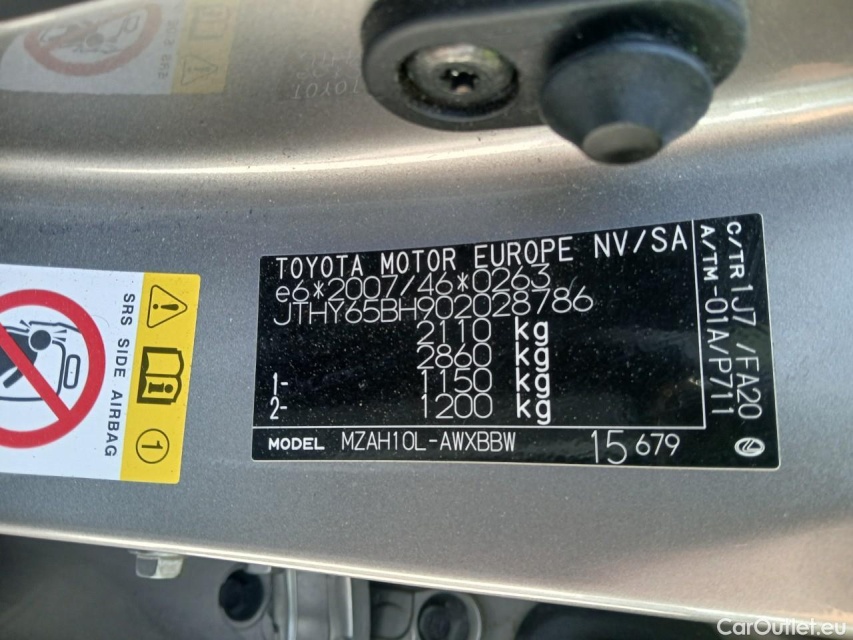 TOYOTA MOTOR EUROPE NV/SA
e6*2007/46*0263
JTHY65BH902028786
2110 kg
2860 kg
1- 1150 kg
2- 1200 kg
MODEL MZAH10L-AWXBBW 15 679
C/TR 1J7 /FA20
A/TM-01A/P711
SRS SIDE AIRBAG
1
CarOutlet.eu